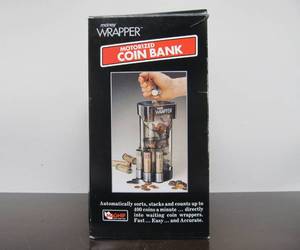 money
WRAPPER™
MOTORIZED
COIN BANK
WRAPPER
Automatically sorts, stacks and counts up to
400 coins a minute . . . directly
into waiting coin wrappers.
Fast . . . Easy . . . and Accurate.